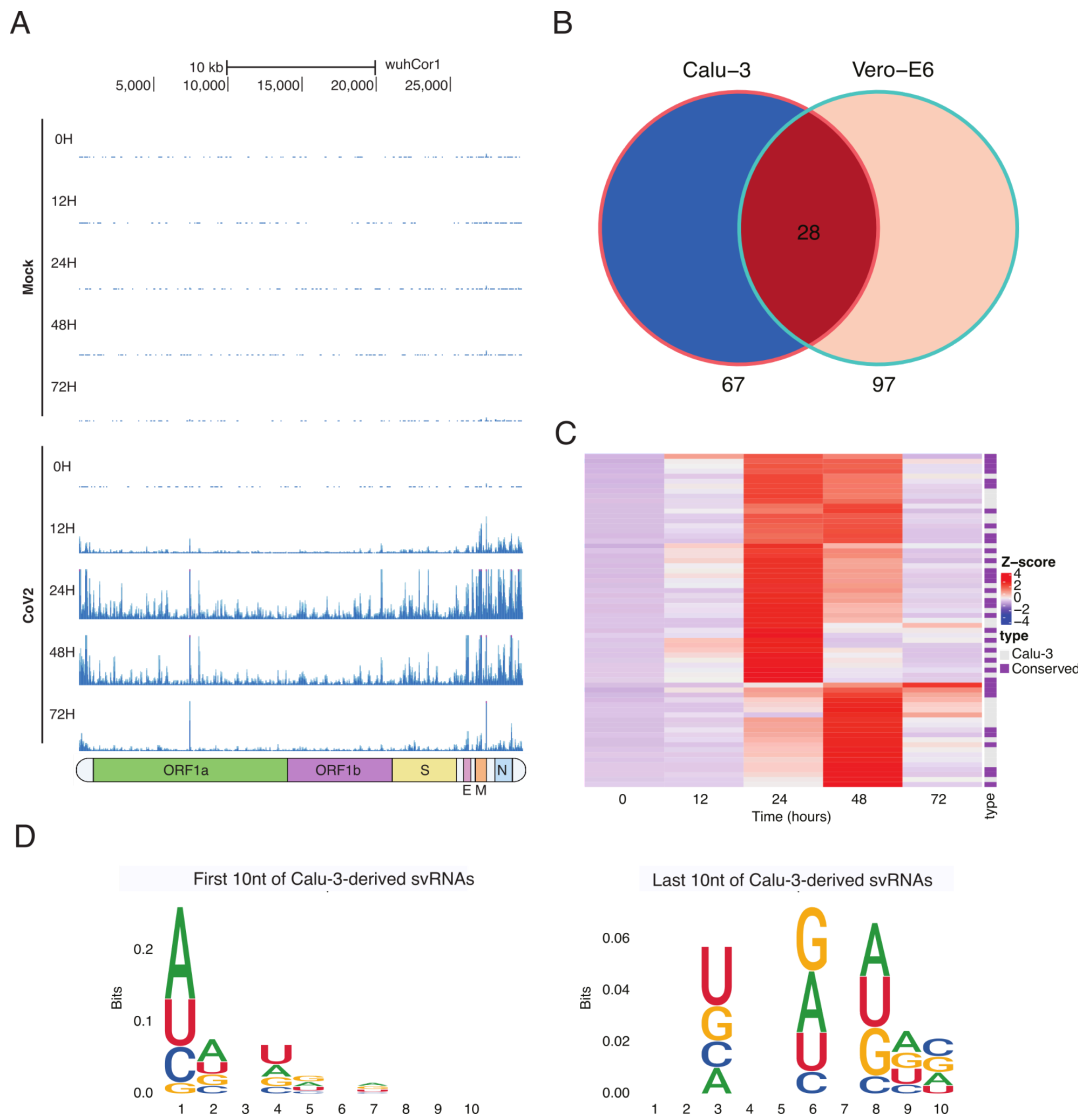 A
10 kb
wuhCor1
5,000
10,000
15,000
20,000
25,000
Mock
0H
12H
24H
48H
72H
CoV2
0H
12H
24H
48H
72H
ORF1a
ORF1b
S
E
M
N
B
Calu-3
Vero-E6
28
67
97
C
Z-score
4
2
0
-2
-4
type
Calu-3
Conserved
0
12
24
48
72
type
Time (hours)
D
First 10nt of Calu-3-derived svRNAs
Bits
0.2
0.1
0.0
A
U
C
G
A
U
G
C
U
A
G
C
G
A
U
C
A
1 2 3 4 5 6 7 8 9 10
Last 10nt of Calu-3-derived svRNAs
Bits
0.06
0.04
0.02
0.00
U
G
C
A
G
A
U
C
A
U
G
C
A
G
U
C
C
G
A
U
1 2 3 4 5 6 7 8 9 10